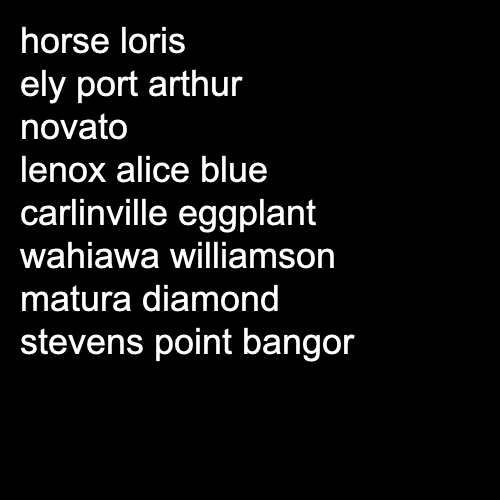 horse loris
ely port arthur
novato
lenox alice blue
carlinville eggplant
wahiawa williamson
matura diamond
stevens point bangor